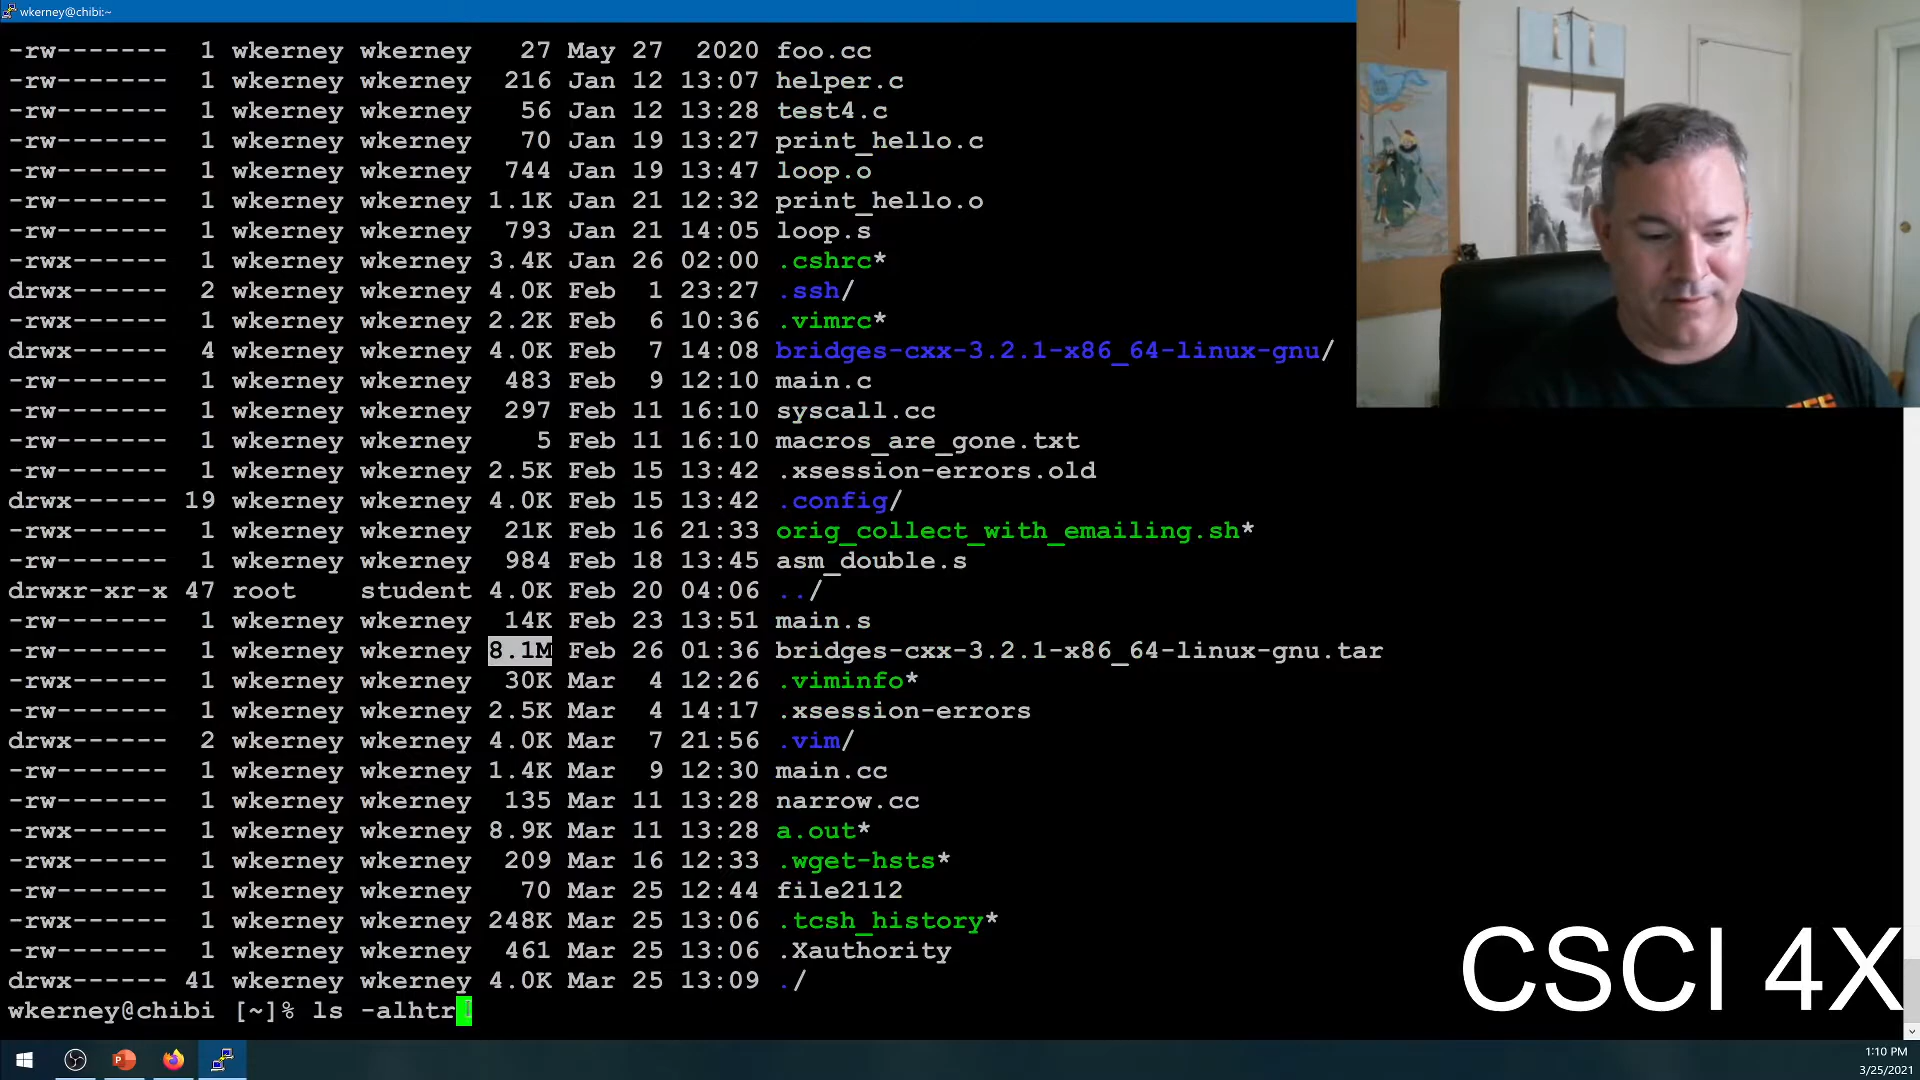 wkerney@chibi:~
-rw------- 1 wkerney wkerney 27 May 27 2020 foo.cc
-rw------- 1 wkerney wkerney 216 Jan 12 13:07 helper.c
-rw------- 1 wkerney wkerney 56 Jan 12 13:28 test4.c
-rw------- 1 wkerney wkerney 70 Jan 19 13:27 print_hello.c
-rw------- 1 wkerney wkerney 744 Jan 19 13:47 loop.o
-rw------- 1 wkerney wkerney 1.1K Jan 21 12:32 print_hello.o
-rw------- 1 wkerney wkerney 793 Jan 21 14:05 loop.s
-rwx------ 1 wkerney wkerney 3.4K Jan 26 02:00 .cshrc*
drwx------ 2 wkerney wkerney 4.0K Feb 1 23:27 .ssh/
-rwx------ 1 wkerney wkerney 2.2K Feb 6 10:36 .vimrc*
drwx------ 4 wkerney wkerney 4.0K Feb 7 14:08 bridges-cxx-3.2.1-x86_64-linux-gnu/
-rw------- 1 wkerney wkerney 483 Feb 9 12:10 main.c
-rw------- 1 wkerney wkerney 297 Feb 11 16:10 syscall.cc
-rw------- 1 wkerney wkerney 5 Feb 11 16:10 macros_are_gone.txt
-rw------- 1 wkerney wkerney 2.5K Feb 15 13:42 .xsession-errors.old
drwx------ 19 wkerney wkerney 4.0K Feb 15 13:42 .config/
-rwx------ 1 wkerney wkerney 21K Feb 16 21:33 orig_collect_with_emailing.sh*
-rw------- 1 wkerney wkerney 984 Feb 18 13:45 asm_double.s
drwxr-xr-x 47 root student 4.0K Feb 20 04:06 ../
-rw------- 1 wkerney wkerney 14K Feb 23 13:51 main.s
-rw------- 1 wkerney wkerney 8.1M Feb 26 01:36 bridges-cxx-3.2.1-x86_64-linux-gnu.tar
-rwx------ 1 wkerney wkerney 30K Mar 4 12:26 .viminfo*
-rw------- 1 wkerney wkerney 2.5K Mar 4 14:17 .xsession-errors
drwx------ 2 wkerney wkerney 4.0K Mar 7 21:56 .vim/
-rw------- 1 wkerney wkerney 1.4K Mar 9 12:30 main.cc
-rw------- 1 wkerney wkerney 135 Mar 11 13:28 narrow.cc
-rwx------ 1 wkerney wkerney 8.9K Mar 11 13:28 a.out*
-rwx------ 1 wkerney wkerney 209 Mar 16 12:33 .wget-hsts*
-rw------- 1 wkerney wkerney 70 Mar 25 12:44 file2112
-rwx------ 1 wkerney wkerney 248K Mar 25 13:06 .tcsh_history*
-rw------- 1 wkerney wkerney 461 Mar 25 13:06 .Xauthority
drwx------ 41 wkerney wkerney 4.0K Mar 25 13:09 ./
wkerney@chibi [~]% ls -alhtr
CSCI 4X
1:10 PM
3/25/2021